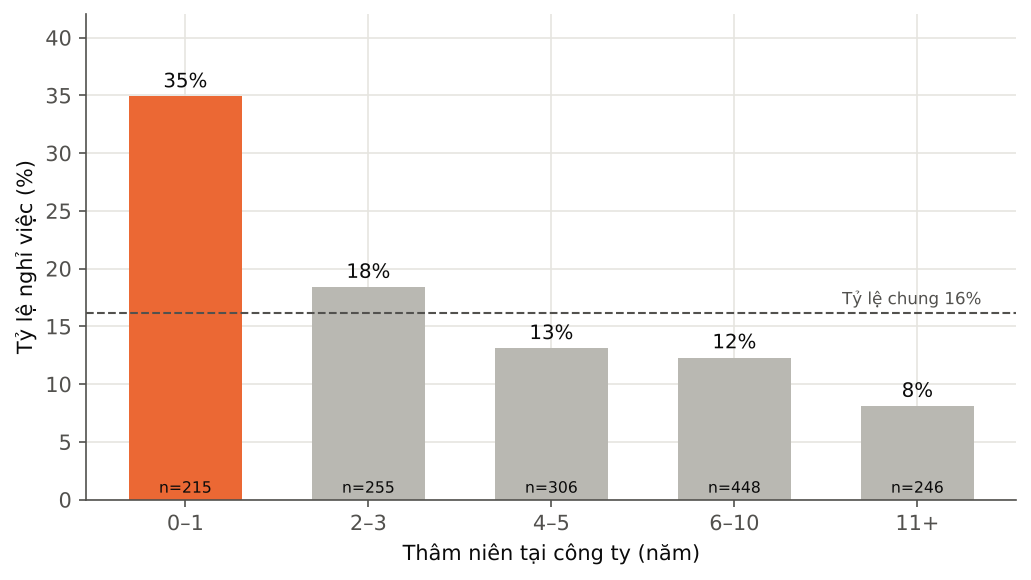 Tỷ lệ nghỉ việc (%)
40
35
30
25
20
15
10
5
0
35%
18%
13%
12%
8%
Tỷ lệ chung 16%
n=215
n=255
n=306
n=448
n=246
0–1
2–3
4–5
6–10
11+
Thâm niên tại công ty (năm)